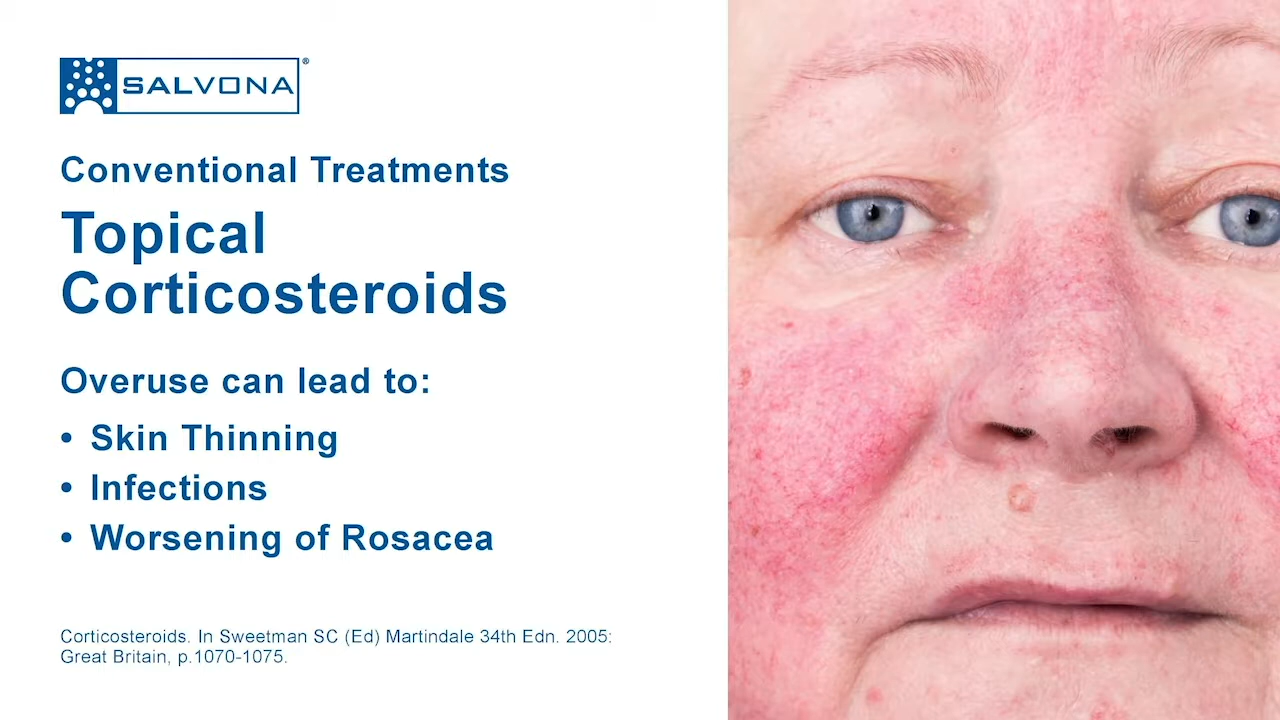 SALVONA®
Conventional Treatments
Topical
Corticosteroids
Overuse can lead to:
• Skin Thinning
• Infections
• Worsening of Rosacea
Corticosteroids. In Sweetman SC (Ed) Martindale 34th Edn. 2005:
Great Britain, p.1070-1075.